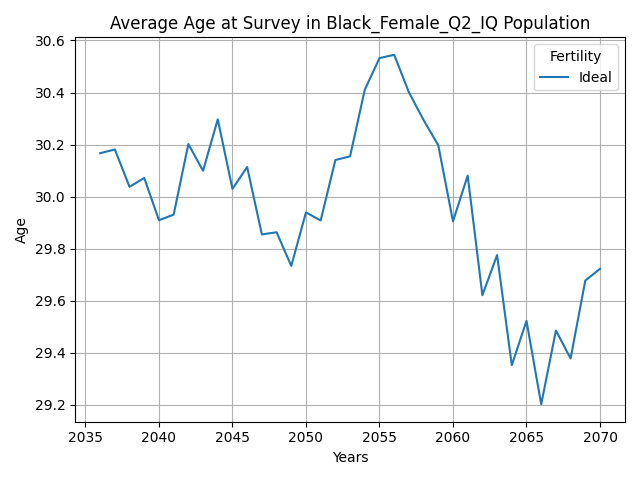 Average Age at Survey in Black_Female_Q2_IQ Population
30.6
30.4
30.2
30.0
29.8
29.6
29.4
29.2
Age
Fertility
Ideal
2035 2040 2045 2050 2055 2060 2065 2070
Years